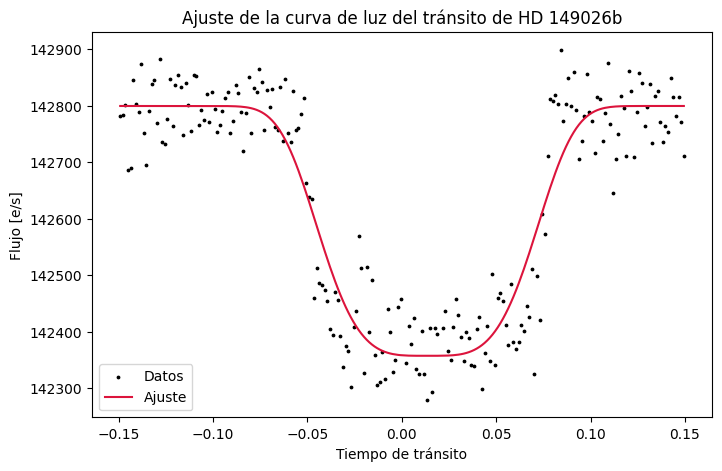 Ajuste de la curva de luz del tránsito de HD 149026b
Flujo [e/s]
142900
142800
142700
142600
142500
142400
142300
Datos
Ajuste
−0.15
−0.10
−0.05
0.00
0.05
0.10
0.15
Tiempo de tránsito